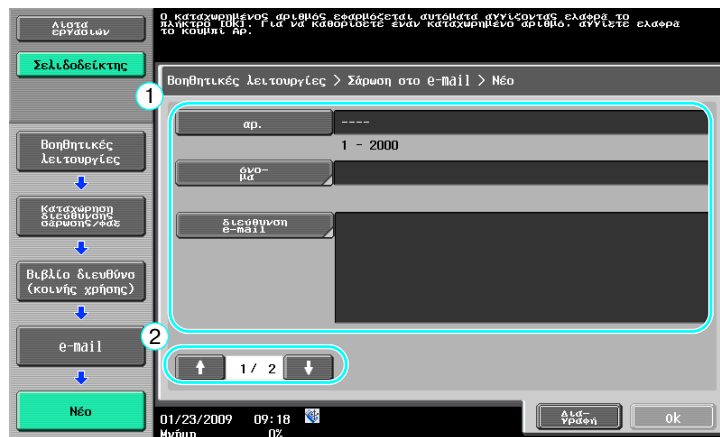 Λίστα
εργασιών
Ο καταχωρημένος αριθμός εφαρμόζεται αυτόματα αγγίζοντας ελαφρά το
πλήκτρο [OK]. Για να καθορίσετε έναν καταχωρημένο αριθμό, αγγίξτε ελαφρά
το κουμπί Αρ.
Σελιδοδείκτης
Βοηθητικές λειτουργίες > Σάρωση στο e-mail > Νέο
1
αρ.
----
1 - 2000
Βοηθητικές
λειτουργίες
όνο-
μα
Καταχώρηση
διεύθυνσης
σάρωσης/φαξ
διεύθυνση
e-mail
Βιβλίο διευθύνσ
(κοινής χρήσης)
2
e-mail
1/ 2
Νέο
Δια-
γραφή
ok
01/23/2009 09:18
Μνήμη 0%